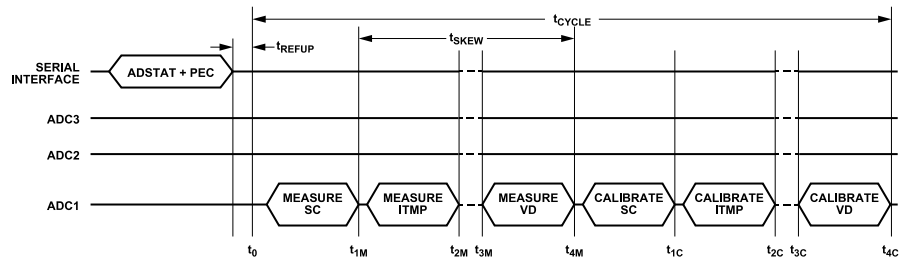 tCYCLE
tSKEW
tREFUP
SERIAL
INTERFACE
ADSTAT + PEC
ADC3
ADC2
ADC1
MEASURE
SC
MEASURE
ITMP
MEASURE
VD
CALIBRATE
SC
CALIBRATE
ITMP
CALIBRATE
VD
t0 t1M t2M t3M t4M t1C t2C t3C t4C